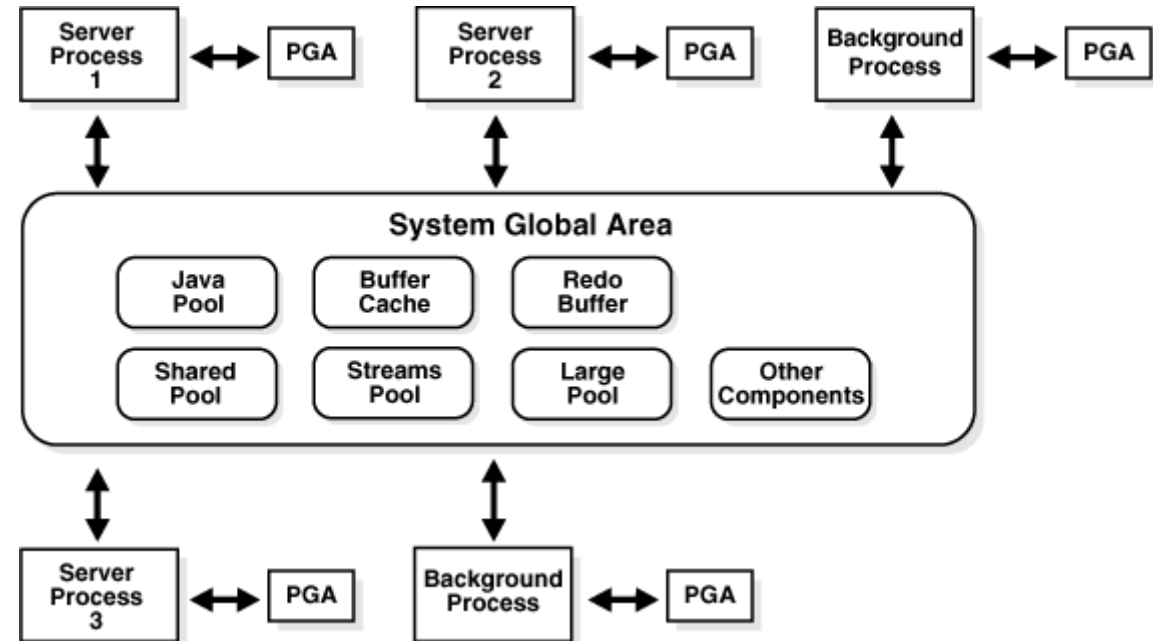 Server
Process
1
PGA
Server
Process
2
PGA
Background
Process
PGA
System Global Area
Java
Pool
Buffer
Cache
Redo
Buffer
Shared
Pool
Streams
Pool
Large
Pool
Other
Components
Server
Process
3
PGA
Background
Process
PGA